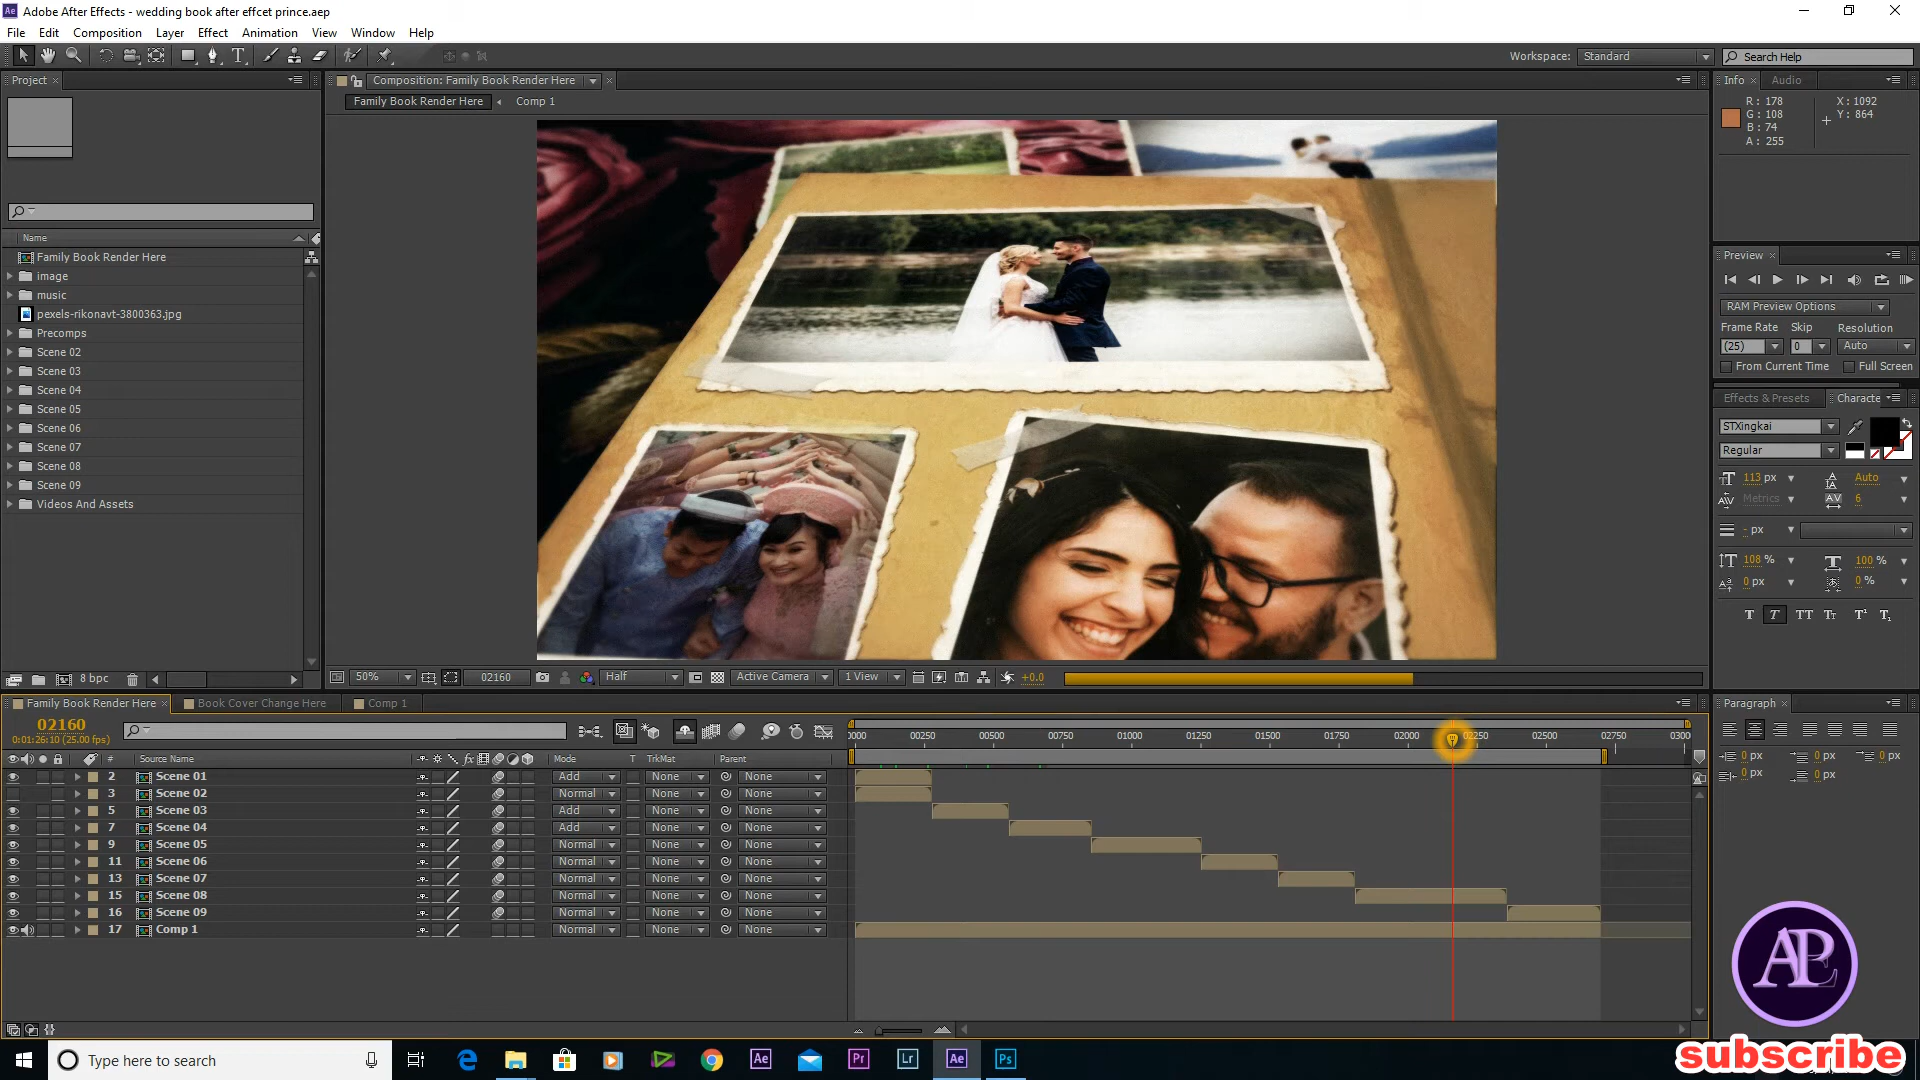 Adobe After Effects - wedding book after effcet prince.aep
File Edit Composition Layer Effect Animation View Window Help
Workspace: Standard Search Help
Project
Composition: Family Book Render Here
Info Audio
Family Book Render Here Comp 1
R: 178
G: 108
B: 74
A: 255
X: 1092
Y: 864
Name
Family Book Render Here
image
music
pexels-rikonavt-3800363.jpg
Precomps
Scene 02
Scene 03
Scene 04
Scene 05
Scene 06
Scene 07
Scene 08
Scene 09
Videos And Assets
8 bpc
Preview
RAM Preview Options
Frame Rate Skip Resolution
(25) 0 Auto
From Current Time Full Screen
Effects & Presets Characte
STXingkai
Regular
113 px Auto
Metrics 6
- px
108 % 100 %
0 px 0 %
T T TT Tт T¹ T₁
50% 02160 Half Active Camera 1 View +0.0
Family Book Render Here Book Cover Change Here Comp 1
02160
0:01:26:10 (25.00 fps)
0000 00250 00500 00750 01000 01250 01500 01750 02000 02250 02500 02750 0300
# Source Name fx Mode T TrkMat Parent
2 Scene 01 Add None None
3 Scene 02 Normal None None
5 Scene 03 Add None None
7 Scene 04 Add None None
9 Scene 05 Normal None None
11 Scene 06 Normal None None
13 Scene 07 Normal None None
15 Scene 08 Normal None None
16 Scene 09 Normal None None
17 Comp 1 Normal None None
Paragraph
0 px 0 px 0 px
0 px 0 px
AP
subscribe
Type here to search
Ae Pr Lr Ae Ps